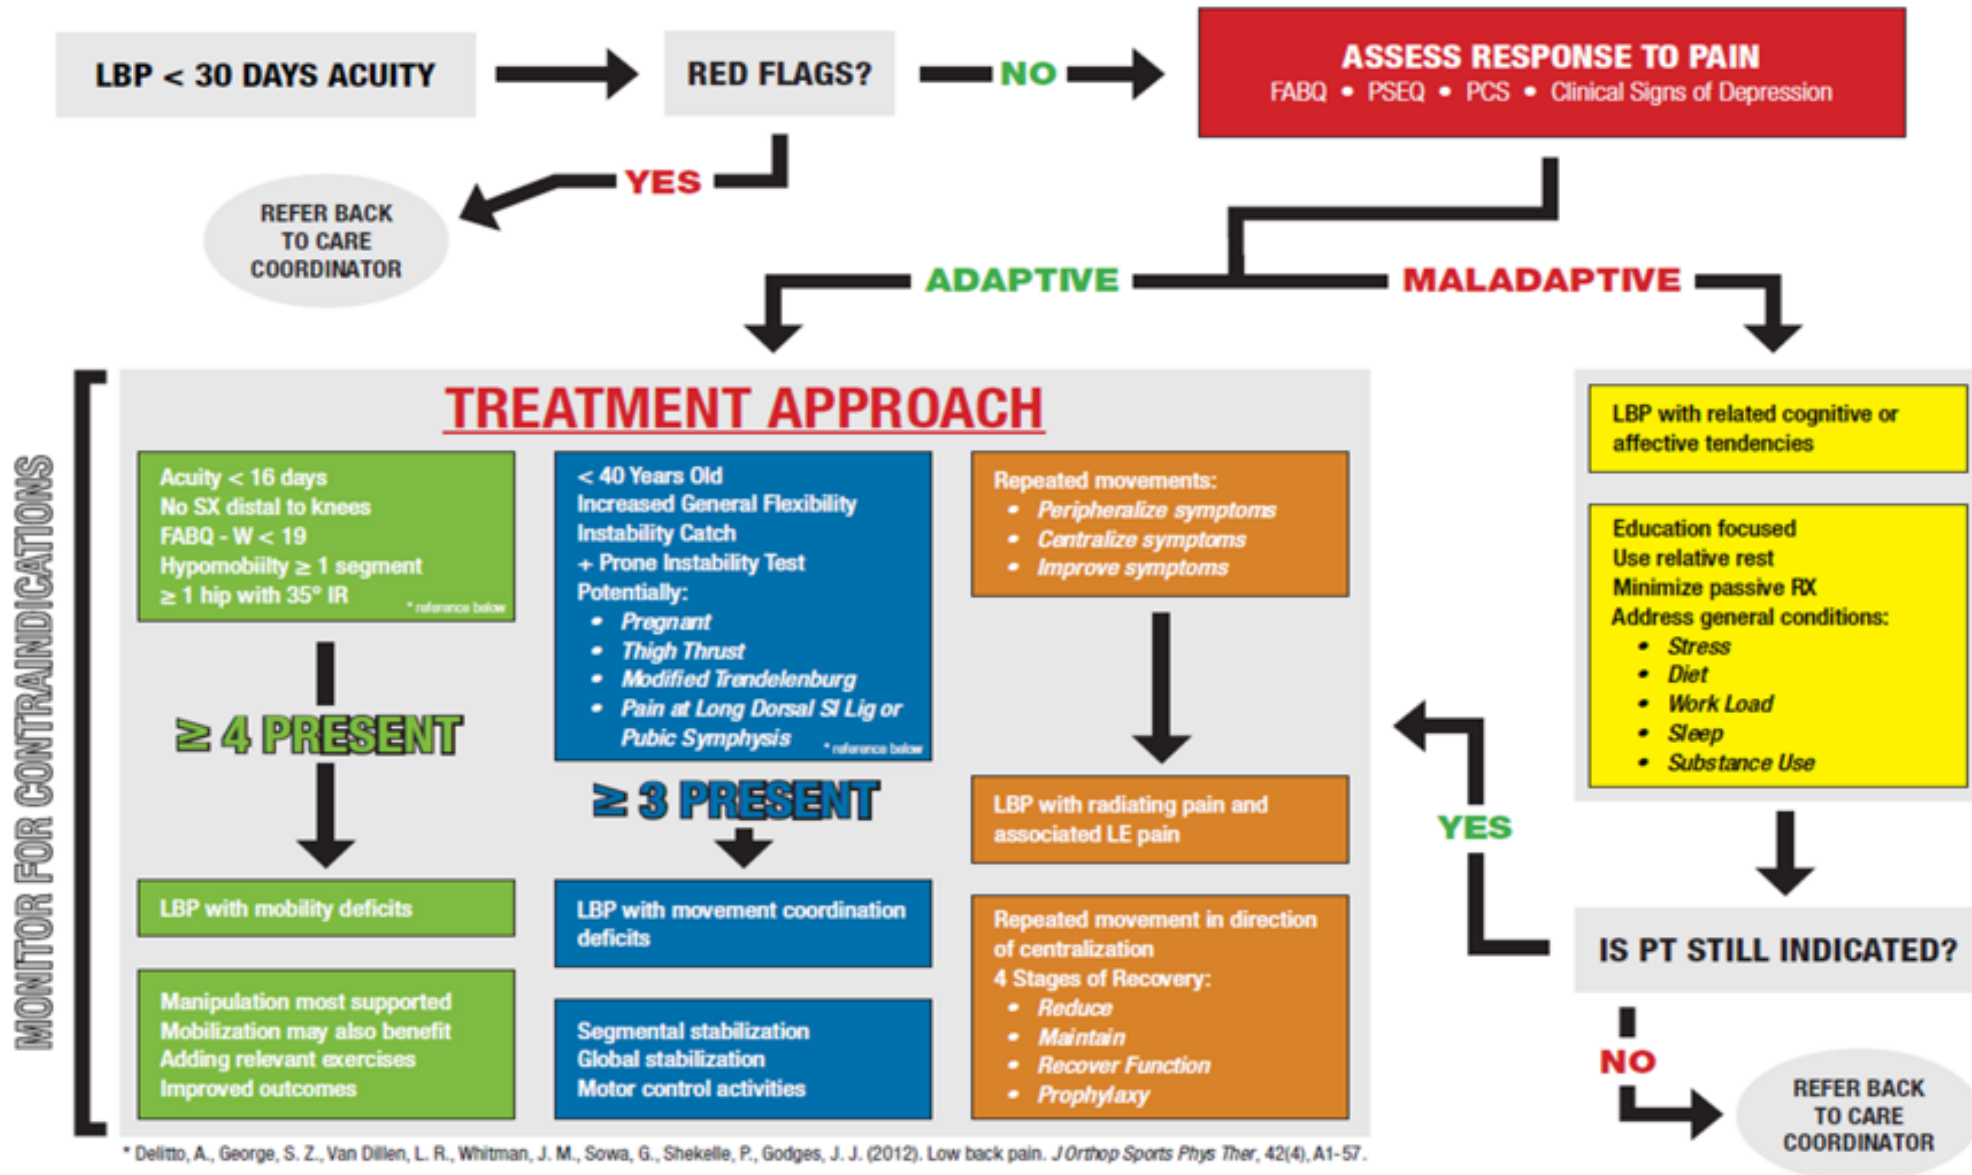 LBP < 30 DAYS ACUITY
RED FLAGS?
NO
ASSESS RESPONSE TO PAIN
FABQ • PSEQ • PCS • Clinical Signs of Depression
YES
REFER BACK
TO CARE
COORDINATOR
ADAPTIVE
MALADAPTIVE
MONITOR FOR CONTRAINDICATIONS
TREATMENT APPROACH
Acuity < 16 days
No SX distal to knees
FABQ - W < 19
Hypomobiilty ≥ 1 segment
≥ 1 hip with 35° IR
* reference below
≥ 4 PRESENT
LBP with mobility deficits
Manipulation most supported
Mobilization may also benefit
Adding relevant exercises
Improved outcomes
< 40 Years Old
Increased General Flexibility
Instability Catch
+ Prone Instability Test
Potentially:
• Pregnant
• Thigh Thrust
• Modified Trendelenburg
• Pain at Long Dorsal SI Lig or
Pubic Symphysis
* reference below
≥ 3 PRESENT
LBP with movement coordination
deficits
Segmental stabilization
Global stabilization
Motor control activities
Repeated movements:
• Peripheralize symptoms
• Centralize symptoms
• Improve symptoms
LBP with radiating pain and
associated LE pain
Repeated movement in direction
of centralization
4 Stages of Recovery:
• Reduce
• Maintain
• Recover Function
• Prophylaxy
LBP with related cognitive or
affective tendencies
Education focused
Use relative rest
Minimize passive RX
Address general conditions:
• Stress
• Diet
• Work Load
• Sleep
• Substance Use
YES
IS PT STILL INDICATED?
NO
REFER BACK
TO CARE
COORDINATOR
* Delitto, A., George, S. Z., Van Dillen, L. R., Whitman, J. M., Sowa, G., Shekelle, P., Godges, J. J. (2012). Low back pain. J Orthop Sports Phys Ther, 42(4), A1-57.